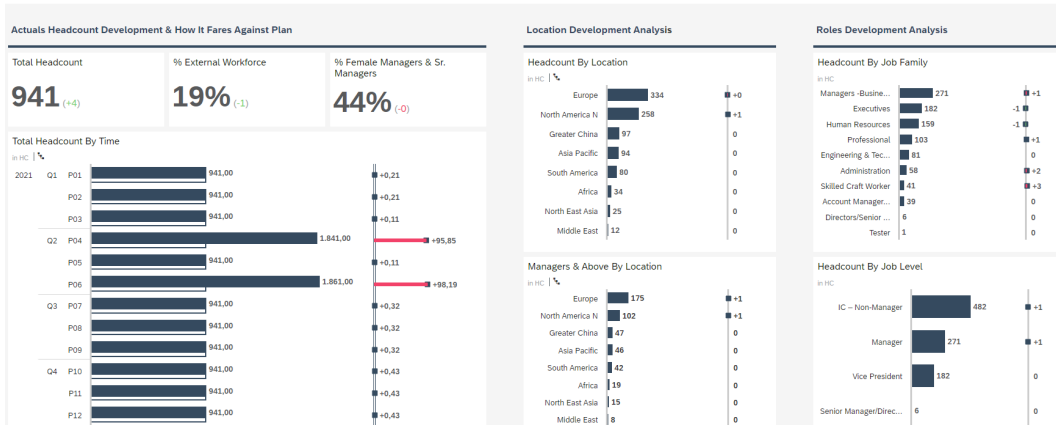 Actuals Headcount Development & How It Fares Against Plan
Total Headcount
941 (+4)
% External Workforce
19% (-1)
% Female Managers & Sr.
Managers
44% (-0)
Total Headcount By Time
in HC |
2021 Q1 P01 941,00 +0,21
P02 941,00 +0,21
P03 941,00 +0,11
Q2 P04 1.841,00 +95,85
P05 941,00 +0,11
P06 1.861,00 +98,19
Q3 P07 941,00 +0,32
P08 941,00 +0,32
P09 941,00 +0,32
Q4 P10 941,00 +0,43
P11 941,00 +0,43
P12 941,00 +0,43
Location Development Analysis
Headcount By Location
in HC |
Europe 334 +0
North America N 258 +1
Greater China 97 0
Asia Pacific 94 0
South America 80 0
Africa 34 0
North East Asia 25 0
Middle East 12 0
Managers & Above By Location
in HC |
Europe 175 +1
North America N 102 +1
Greater China 47 0
Asia Pacific 46 0
South America 42 0
Africa 19 0
North East Asia 15 0
Middle East 8 0
Roles Development Analysis
Headcount By Job Family
in HC
Managers -Busine... 271 +1
Executives 182 -1
Human Resources 159 -1
Professional 103 +1
Engineering & Tec... 81 0
Administration 58 +2
Skilled Craft Worker 41 +3
Account Manager... 39 0
Directors/Senior ... 6 0
Tester 1 0
Headcount By Job Level
in HC
IC – Non-Manager 482 +1
Manager 271 +1
Vice President 182 0
Senior Manager/Direc... 6 0